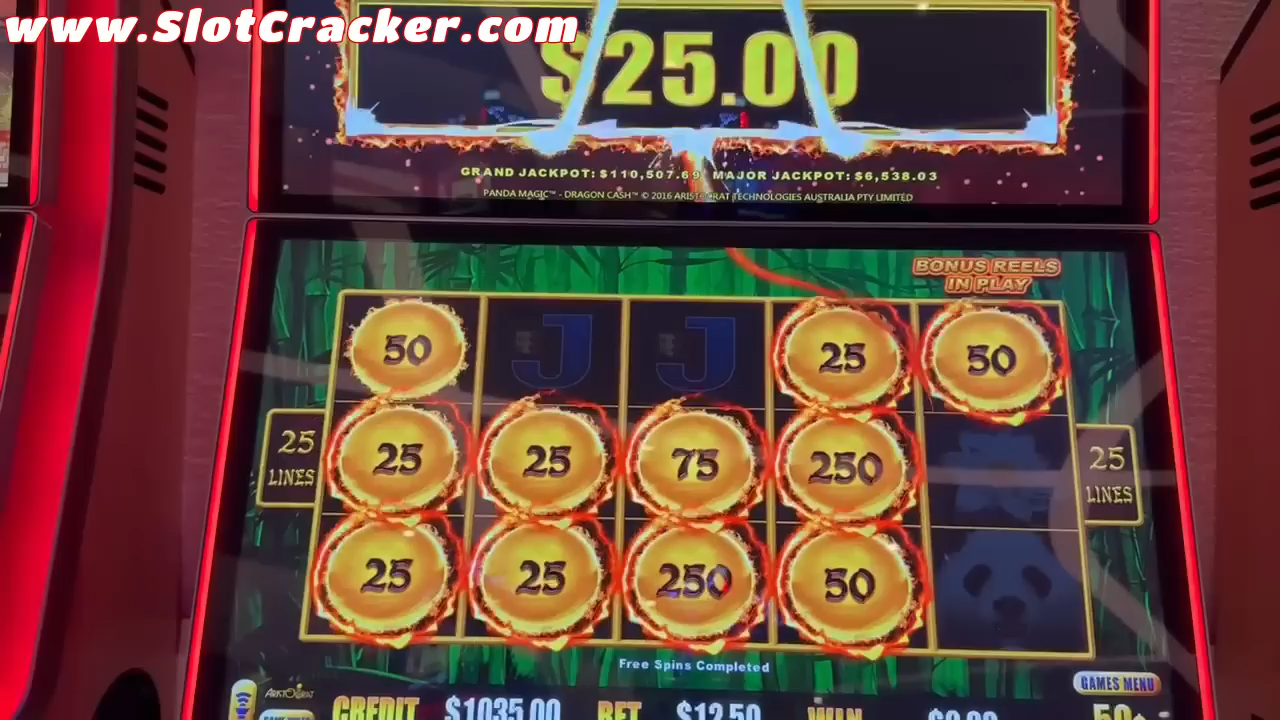 www.SlotCracker.com
$25.00
GRAND JACKPOT: $110,507.69 MAJOR JACKPOT: $6,538.03
PANDA MAGIC™ - DRAGON CASH™ © 2016 ARISTOCRAT TECHNOLOGIES AUSTRALIA PTY LIMITED
BONUS REELS
IN PLAY
50 J J 25 50
25 LINES
25 25 75 250
25 LINES
25 25 250 50
Free Spins Completed
ARISTOCRAT
GAMES MENU
CREDIT $1035.00 BET $12.50 WIN